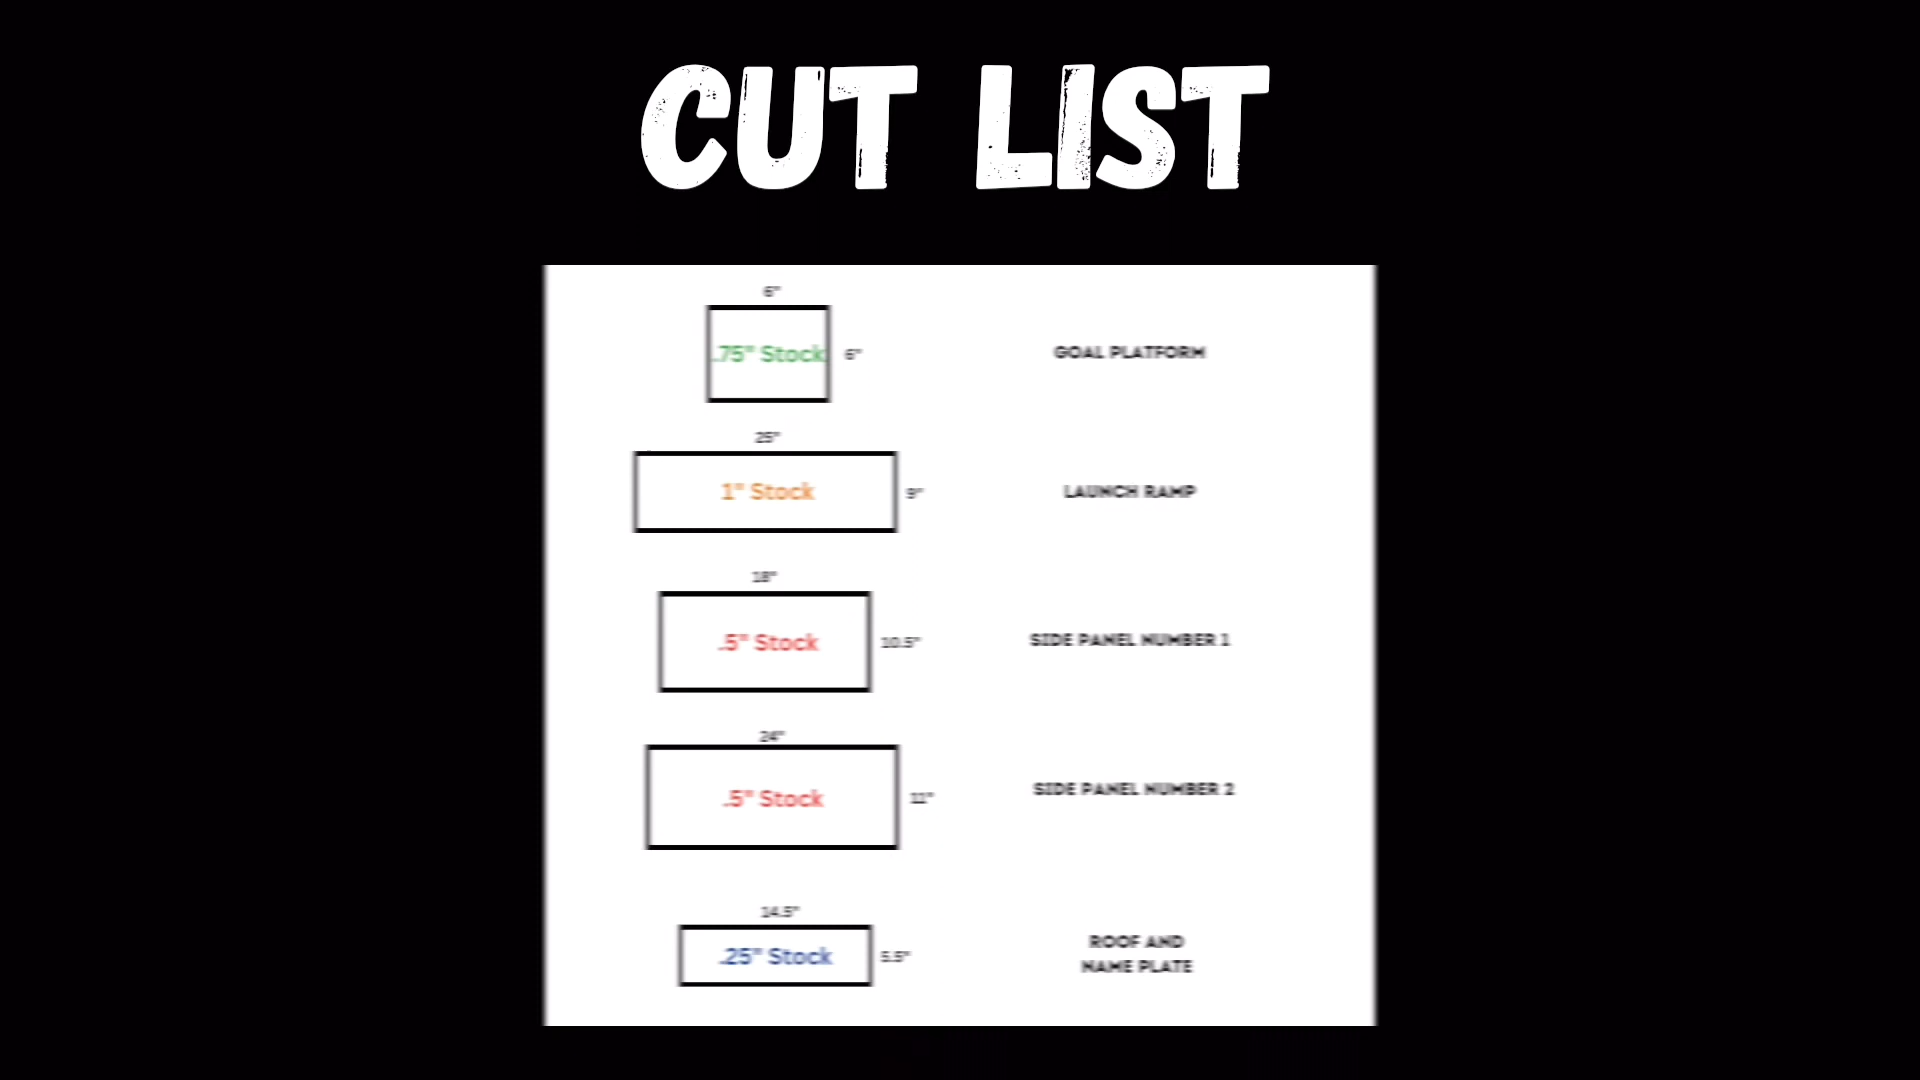 CUT LIST
6"
.75" Stock
6"
GOAL PLATFORM
25"
1" Stock
9"
LAUNCH RAMP
18"
.5" Stock
10.5"
SIDE PANEL NUMBER 1
24"
.5" Stock
11"
SIDE PANEL NUMBER 2
14.5"
.25" Stock
5.5"
ROOF AND
NAME PLATE